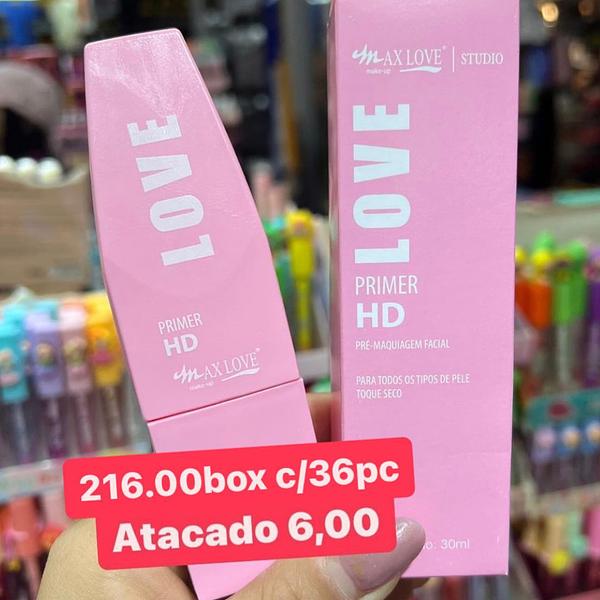 LOVE
PRIMER
HD
MAX LOVE
make-up
MAX LOVE | STUDIO
make-up
LOVE
PRIMER
HD
PRÉ-MAQUIAGEM FACIAL
PARA TODOS OS TIPOS DE PELE
TOQUE SECO
30ml
216.00box c/36pc
Atacado 6,00